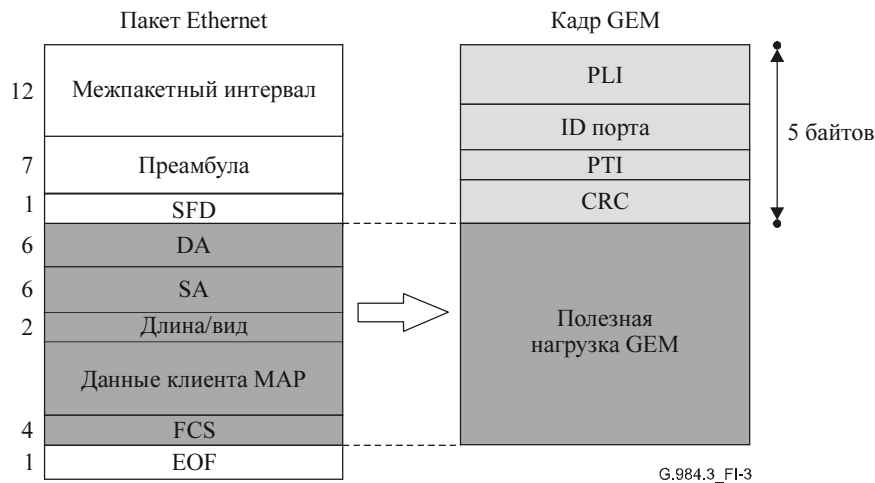 Пакет Ethernet
Кадр GEM
12
Межпакетный интервал
7
Преамбула
1
SFD
6
DA
6
SA
2
Длина/вид
Данные клиента MAP
4
FCS
1
EOF
PLI
ID порта
PTI
CRC
5 байтов
Полезная
нагрузка GEM
G.984.3_FI-3